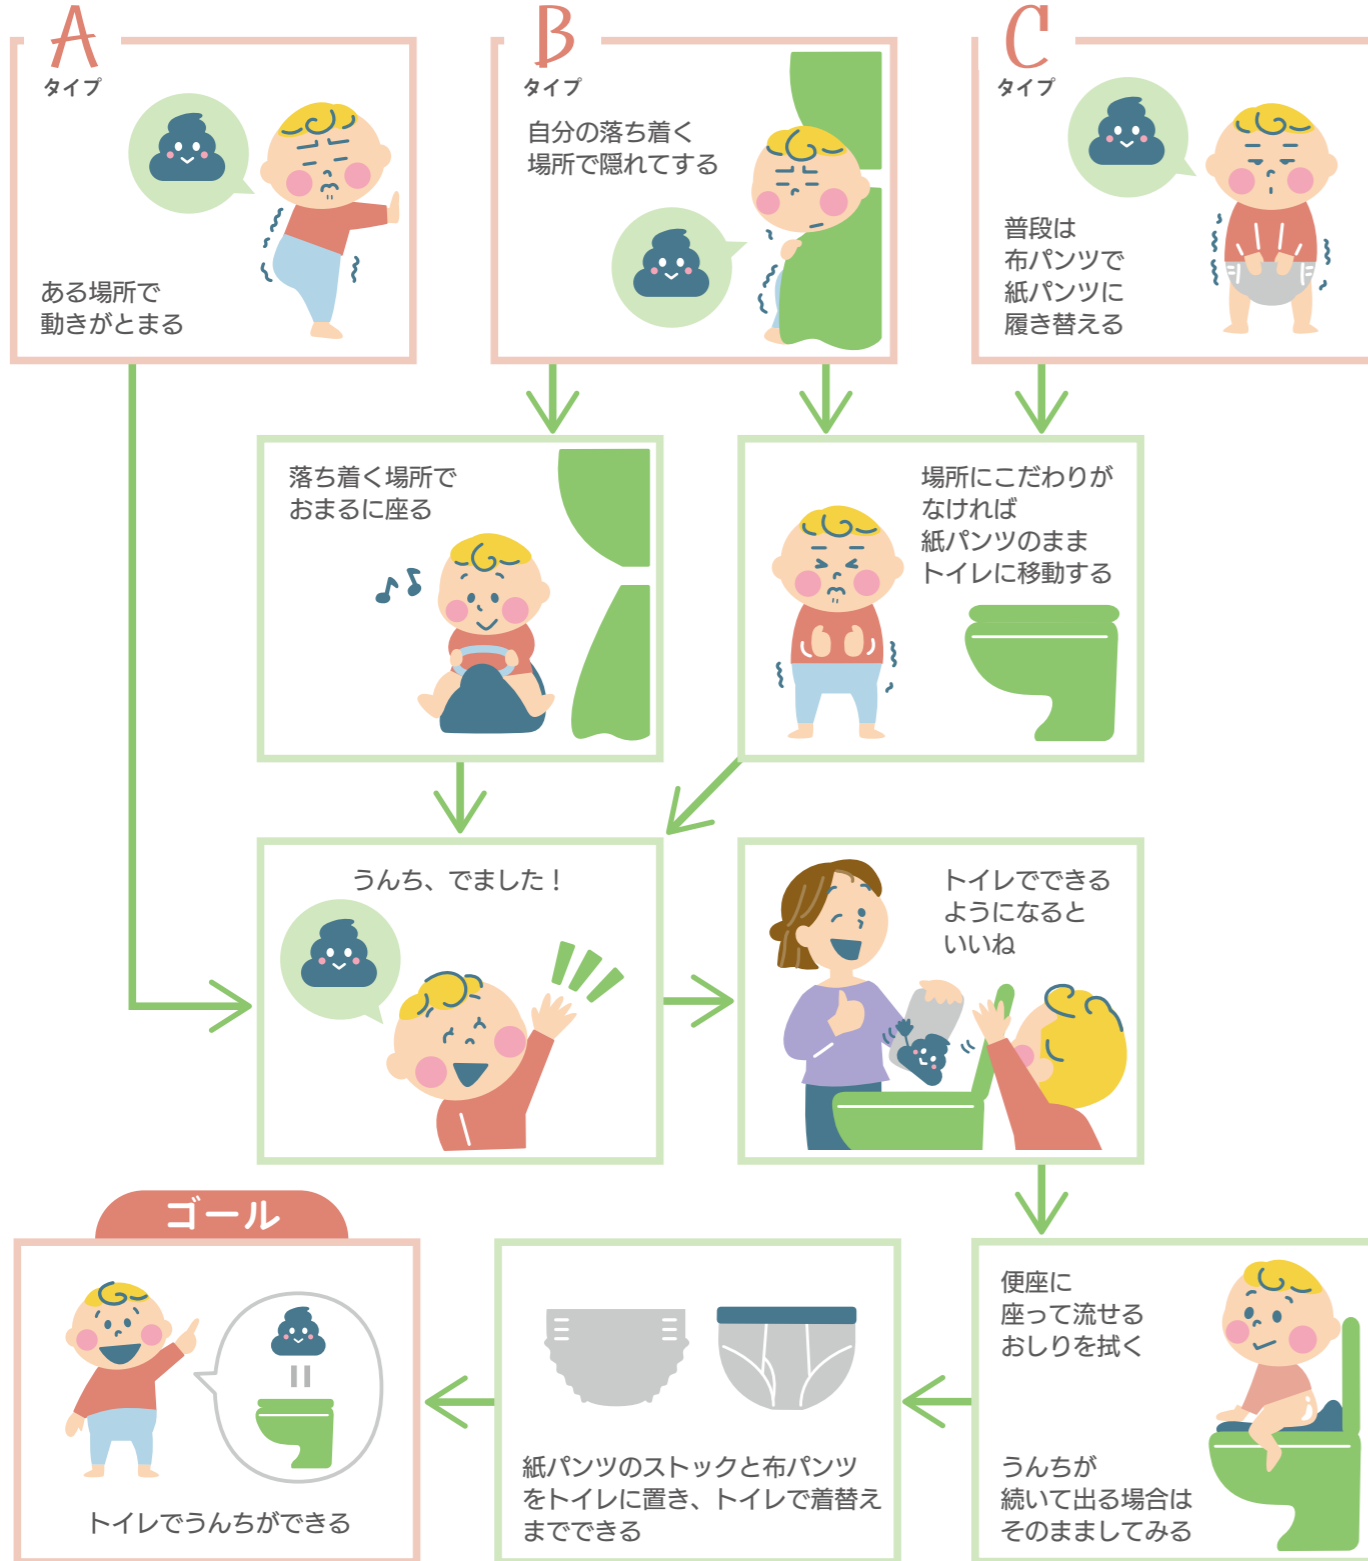 A
タイプ
ある場所で
動きがとまる
B
タイプ
自分の落ち着く
場所で隠れてする
C
タイプ
普段は
布パンツで
紙パンツに
履き替える
落ち着く場所で
おまるに座る
場所にこだわりが
なければ
紙パンツのまま
トイレに移動する
うんち、でました！
トイレでできる
ようになると
いいね
便座に
座って流せる
おしりを拭く
うんちが
続いて出る場合は
そのまましてみる
紙パンツのストックと布パンツ
をトイレに置き、トイレで着替え
までできる
ゴール
トイレでうんちができる